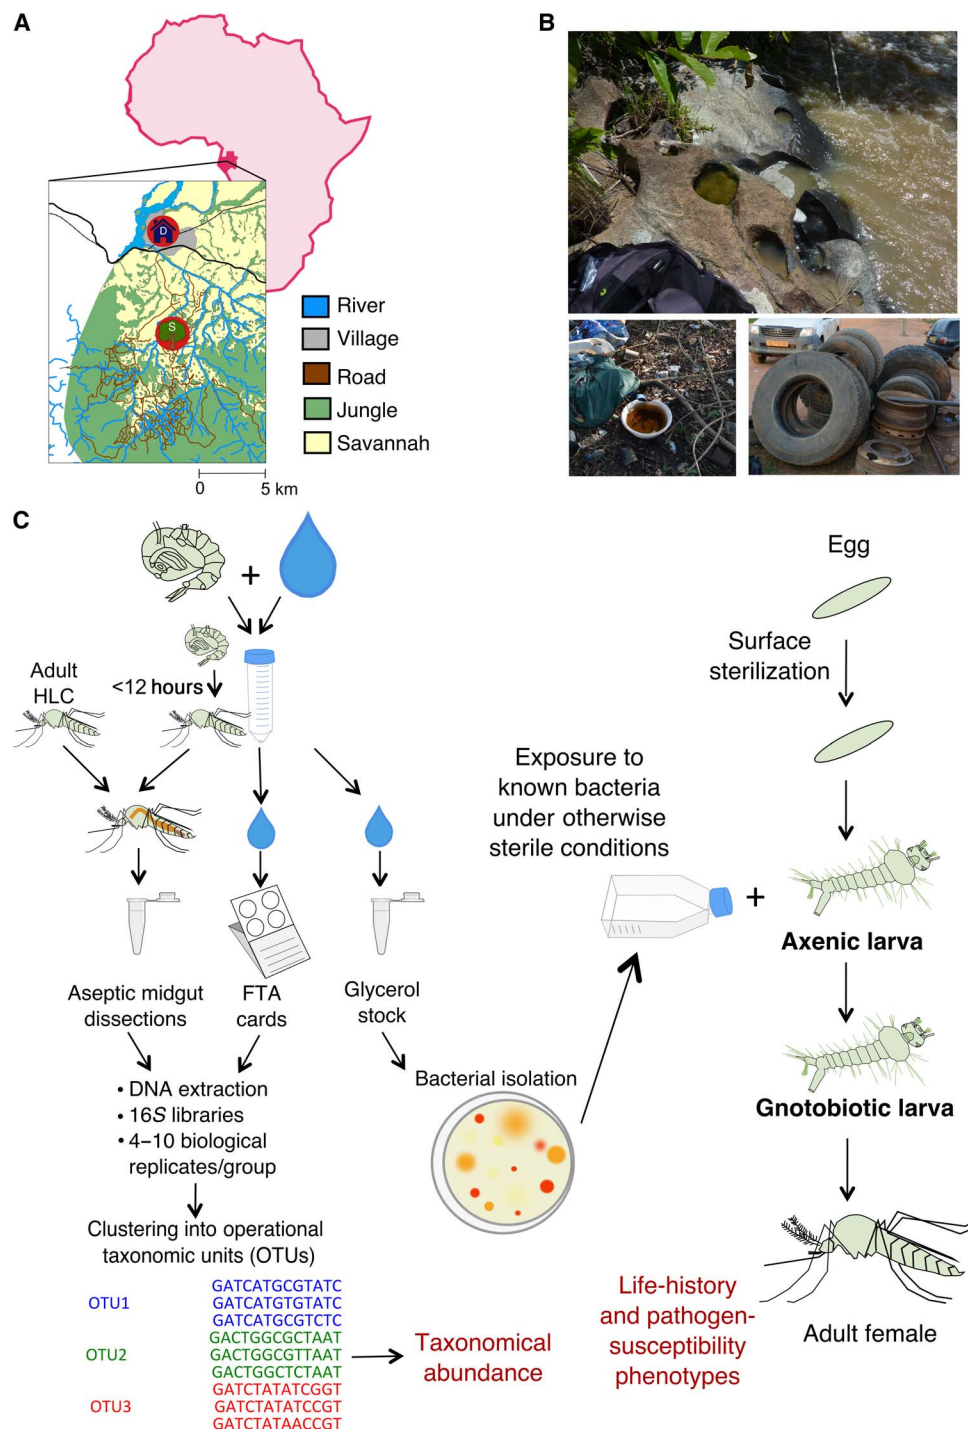 A
B
D
S
River
Village
Road
Jungle
Savannah
0 5 km
C
+
Adult
HLC
<12 hours
Aseptic midgut
dissections
FTA
cards
Glycerol
stock
• DNA extraction
• 16S libraries
• 4–10 biological
replicates/group
Clustering into operational
taxonomic units (OTUs)
OTU1
GATCATGCGTATC
GATCATGTGTATC
GATCATGCGTCTC
OTU2
GACTGGCGCTAAT
GACTGGCGTTAAT
GACTGGCTCTAAT
OTU3
GATCTATATCGGT
GATCTATATCCGT
GATCTATAACCGT
Taxonomical
abundance
Bacterial isolation
Exposure to
known bacteria
under otherwise
sterile conditions
+
Egg
Surface
sterilization
Axenic larva
Gnotobiotic larva
Adult female
Life-history
and pathogen-
susceptibility
phenotypes